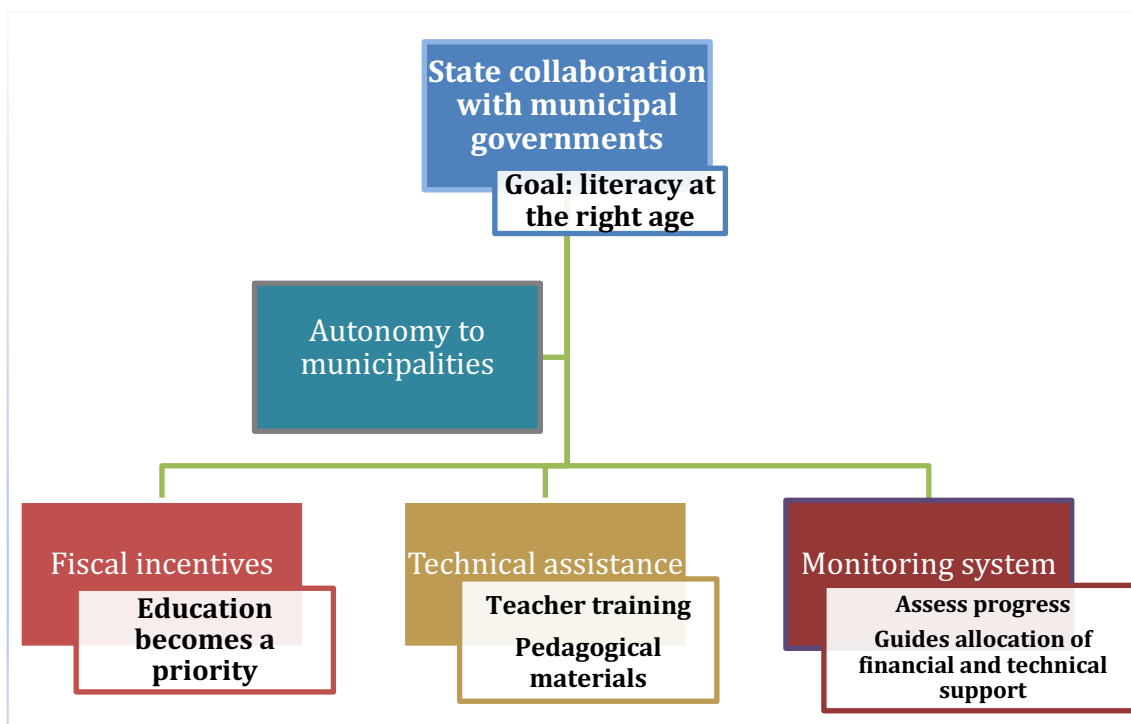 State collaboration
with municipal
governments
Goal: literacy at
the right age
Autonomy to
municipalities
Fiscal incentives
Education
becomes a
priority
Technical assistance
Teacher training
Pedagogical
materials
Monitoring system
Assess progress
Guides allocation of
financial and technical
support